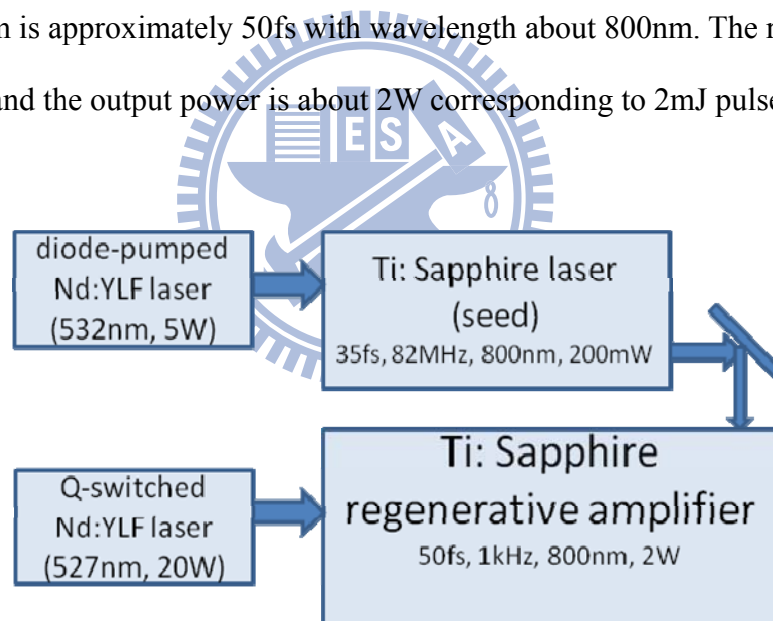 n is approximately 50fs with wavelength about 800nm. The r
and the output power is about 2W corresponding to 2mJ pulse
ES
A
8
diode-pumped
Nd:YLF laser
(532nm, 5W)
Ti: Sapphire laser
(seed)
35fs, 82MHz, 800nm, 200mW
Q-switched
Nd:YLF laser
(527nm, 20W)
Ti: Sapphire
regenerative amplifier
50fs, 1kHz, 800nm, 2W